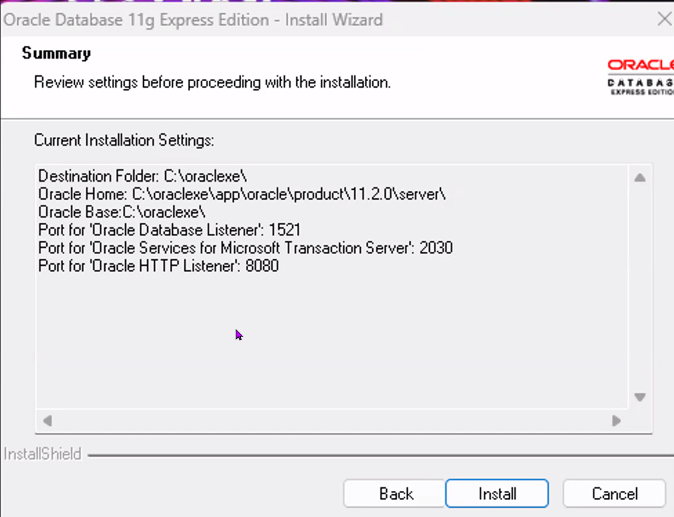 Oracle Database 11g Express Edition - Install Wizard
Summary
Review settings before proceeding with the installation.
ORACLE
DATABAS
EXPRESS EDITIO
Current Installation Settings:
Destination Folder: C:\oraclexe\
Oracle Home: C:\oraclexe\app\oracle\product\11.2.0\server\
Oracle Base:C:\oraclexe\
Port for 'Oracle Database Listener': 1521
Port for 'Oracle Services for Microsoft Transaction Server': 2030
Port for 'Oracle HTTP Listener': 8080
InstallShield
Back Install Cancel